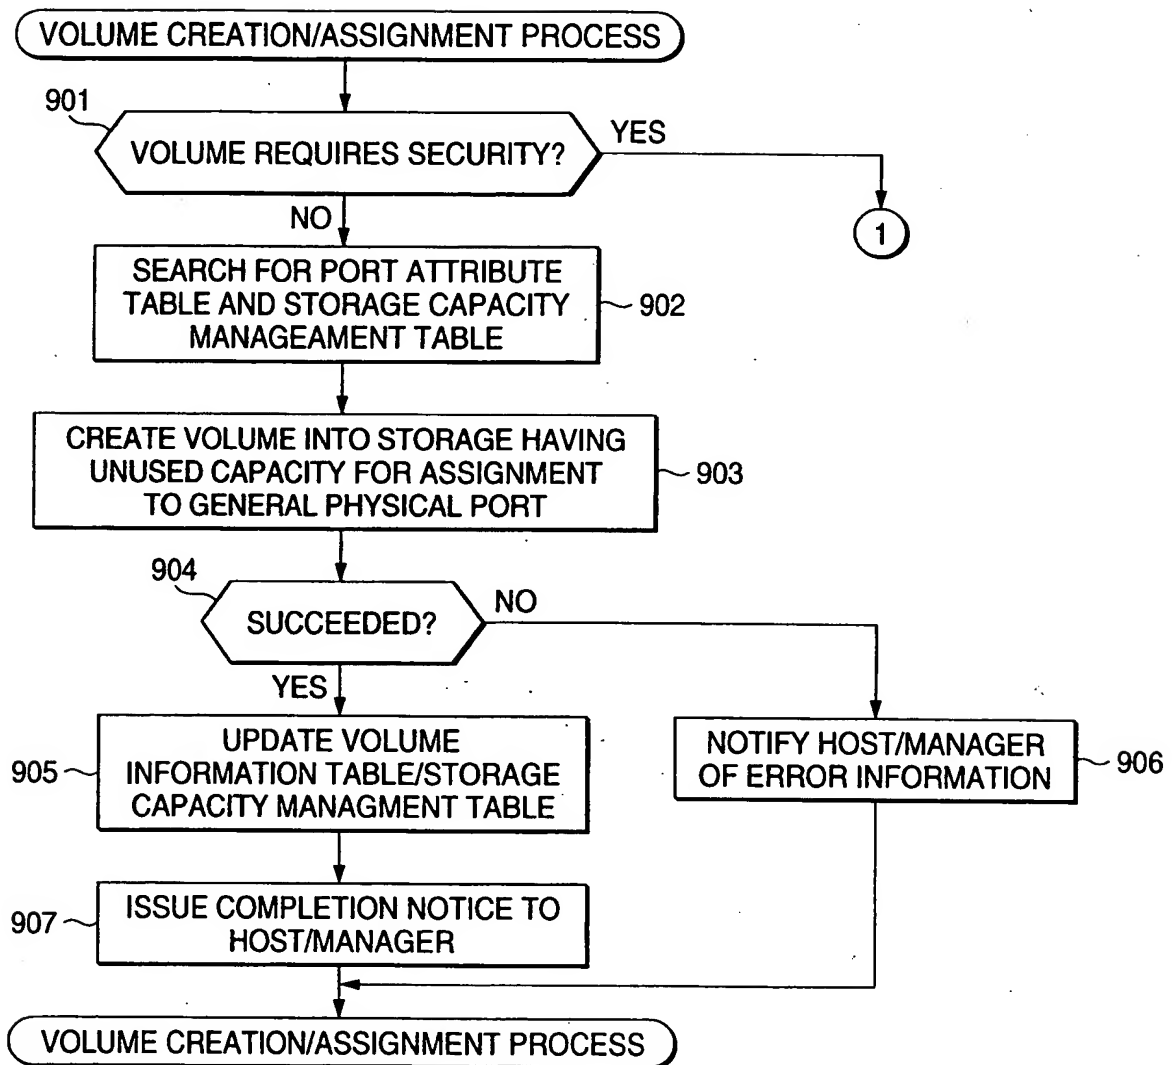 VOLUME CREATION/ASSIGNMENT PROCESS
901
VOLUME REQUIRES SECURITY?
YES
NO
1
SEARCH FOR PORT ATTRIBUTE
TABLE AND STORAGE CAPACITY
MANAGEAMENT TABLE
902
CREATE VOLUME INTO STORAGE HAVING
UNUSED CAPACITY FOR ASSIGNMENT
TO GENERAL PHYSICAL PORT
903
904
SUCCEEDED?
NO
YES
UPDATE VOLUME
INFORMATION TABLE/STORAGE
CAPACITY MANAGMENT TABLE
905
NOTIFY HOST/MANAGER
OF ERROR INFORMATION
906
ISSUE COMPLETION NOTICE TO
HOST/MANAGER
907
VOLUME CREATION/ASSIGNMENT PROCESS